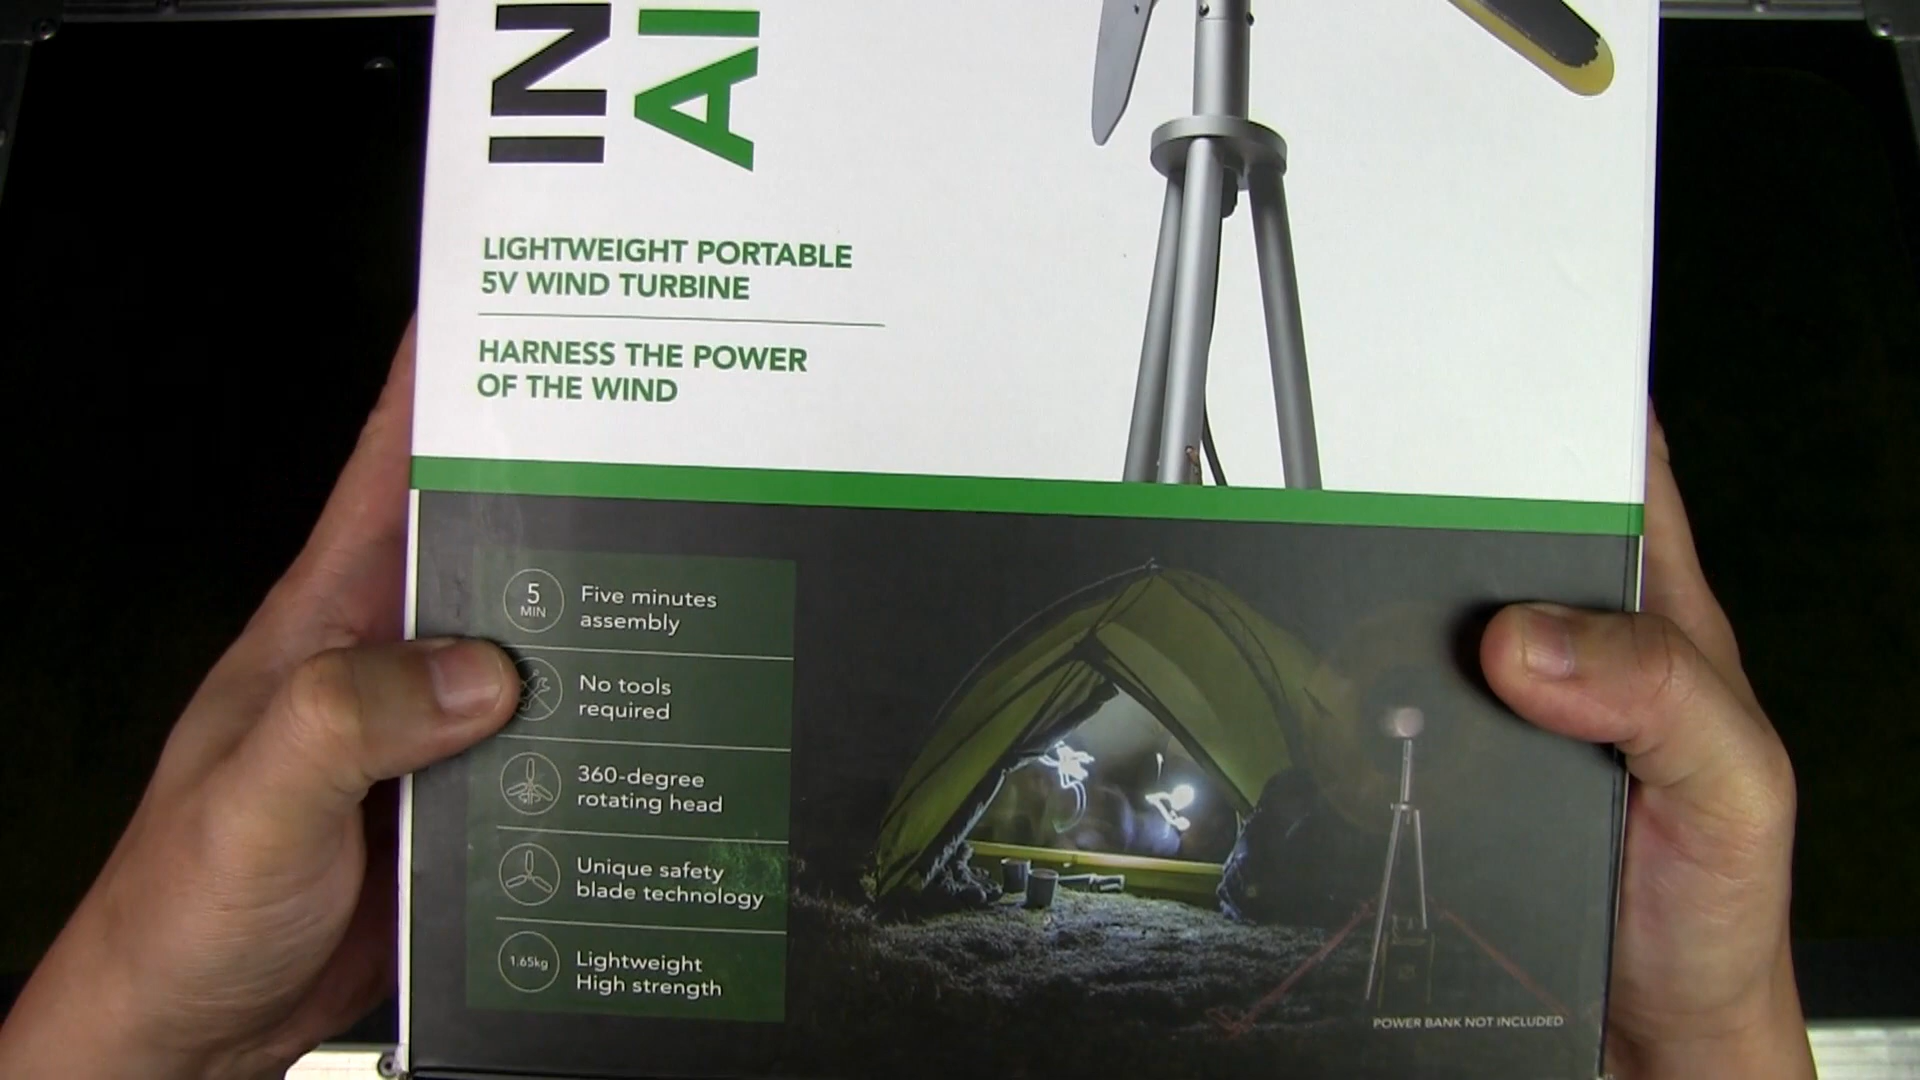 IN
AI
LIGHTWEIGHT PORTABLE
5V WIND TURBINE
HARNESS THE POWER
OF THE WIND
5
MIN
Five minutes
assembly
No tools
required
360-degree
rotating head
Unique safety
blade technology
1.65kg
Lightweight
High strength
POWER BANK NOT INCLUDED